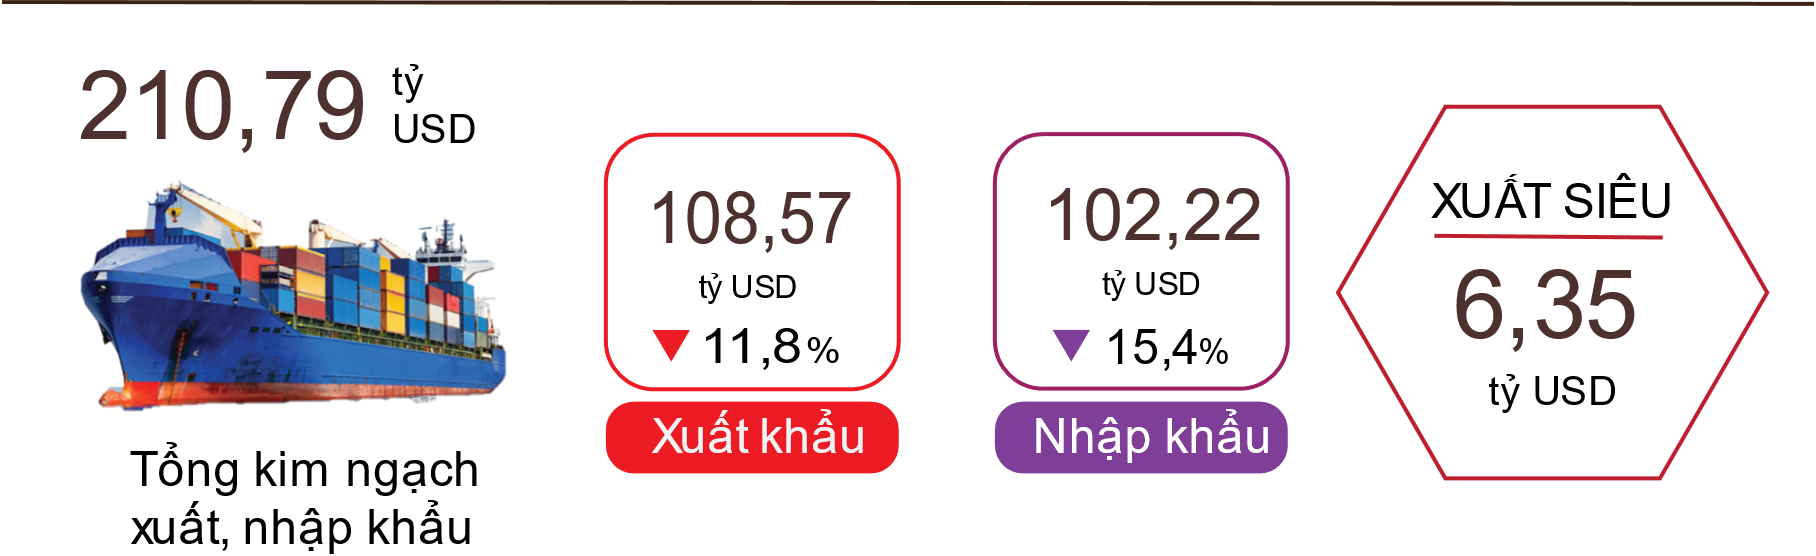 210,79 tỷ
USD
Tổng kim ngạch
xuất, nhập khẩu
108,57
tỷ USD
▼ 11,8%
Xuất khẩu
102,22
tỷ USD
▼ 15,4%
Nhập khẩu
XUẤT SIÊU
6,35
tỷ USD